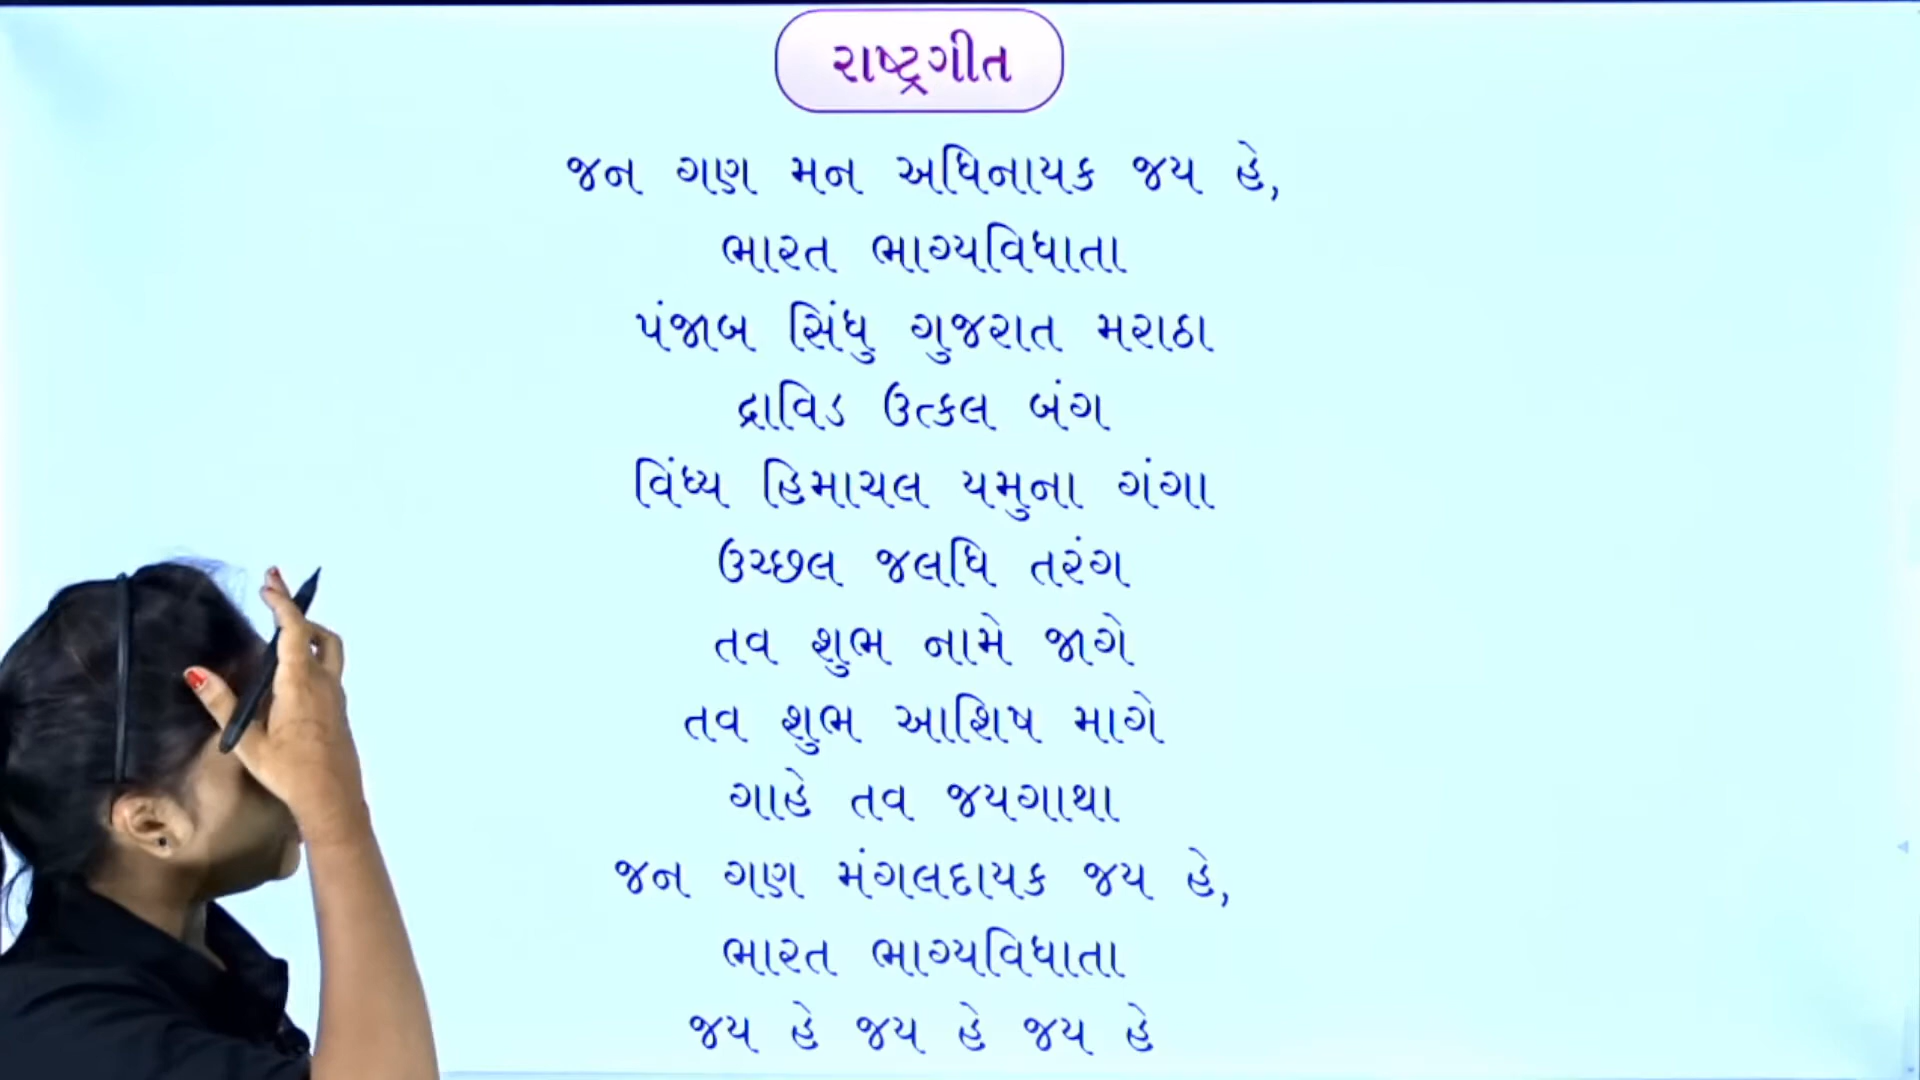 રાષ્ટ્રગીત
જન ગણ મન અધિનાયક જય હે,
ભારત ભાગ્યવિધાતા
પંજાબ સિંધુ ગુજરાત મરાઠા
દ્રાવિડ ઉત્કલ બંગ
વિંધ્ય હિમાચલ યમુના ગંગા
ઉચ્છલ જલધિ તરંગ
તવ શુભ નામે જાગે
તવ શુભ આશિષ માગે
ગાહે તવ જયગાથા
જન ગણ મંગલદાયક જય હે,
ભારત ભાગ્યવિધાતા
જય હે જય હે જય હે